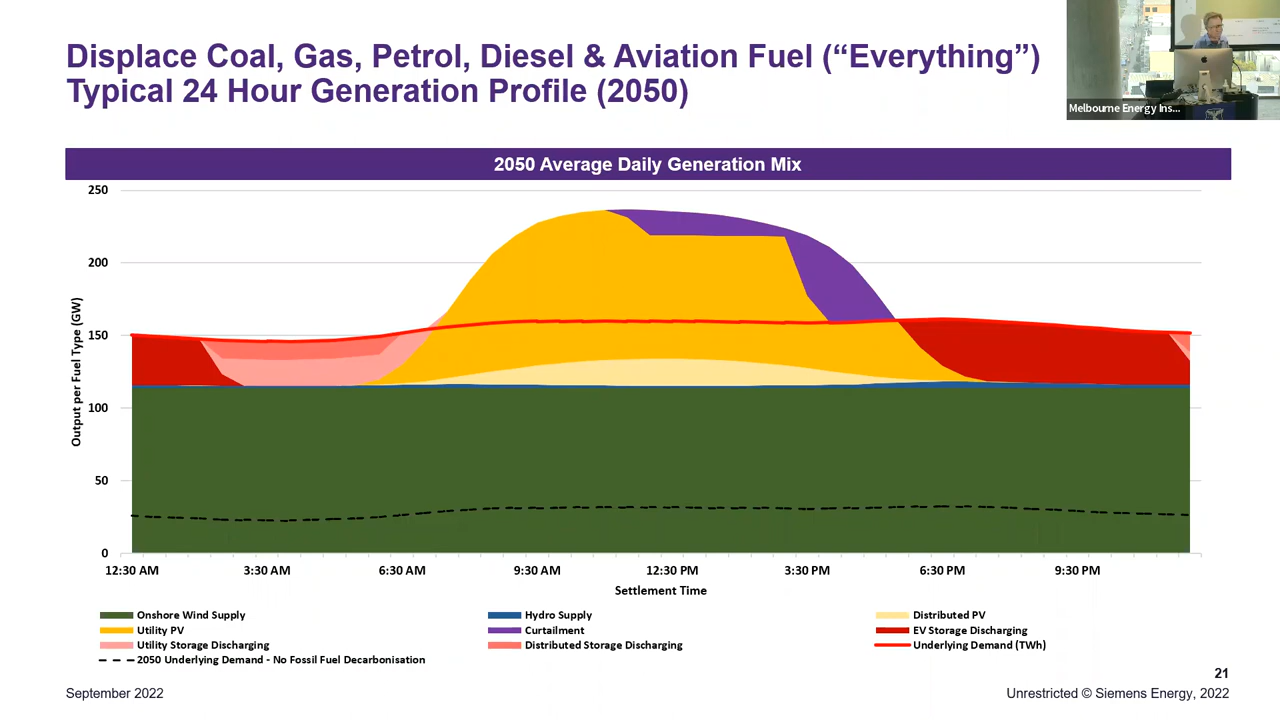 Displace Coal, Gas, Petrol, Diesel & Aviation Fuel (“Everything”)
Typical 24 Hour Generation Profile (2050)
Melbourne Energy Ins...
2050 Average Daily Generation Mix
Output per Fuel Type (GW)
250
200
150
100
50
0
12:30 AM 3:30 AM 6:30 AM 9:30 AM 12:30 PM 3:30 PM 6:30 PM 9:30 PM
Settlement Time
Onshore Wind Supply Hydro Supply Distributed PV
Utility PV Curtailment EV Storage Discharging
Utility Storage Discharging Distributed Storage Discharging Underlying Demand (TWh)
2050 Underlying Demand - No Fossil Fuel Decarbonisation
21
September 2022 Unrestricted © Siemens Energy, 2022